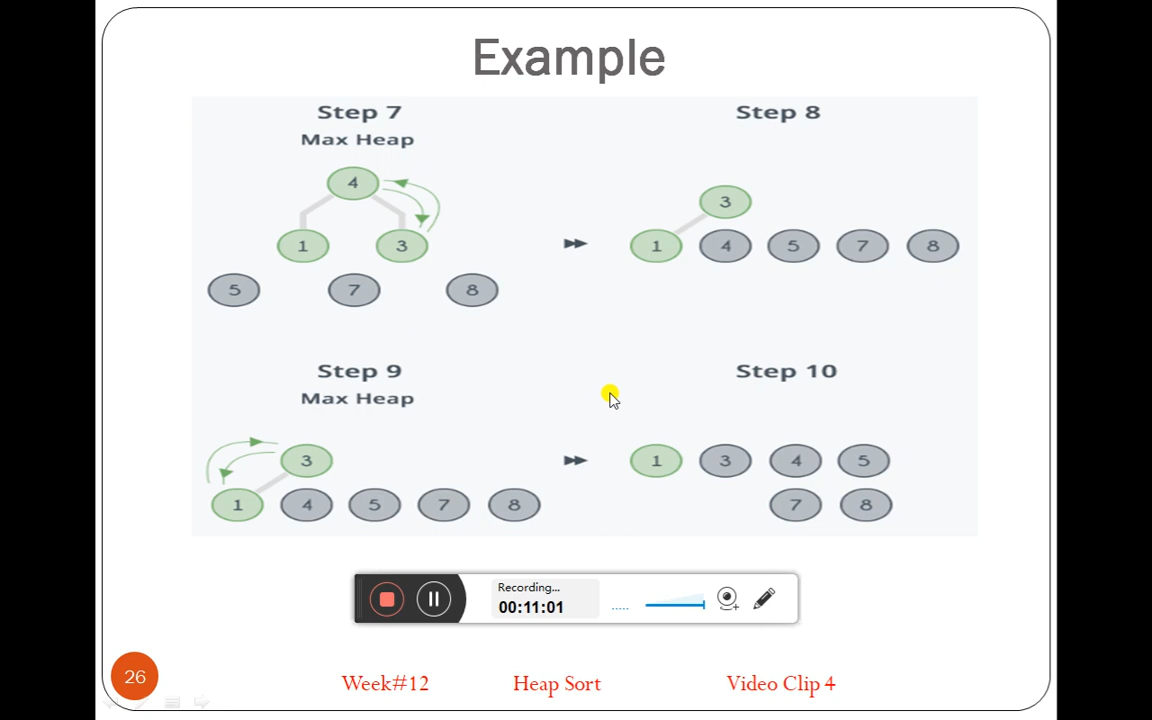 Example
Step 7
Max Heap
4
1 3
5 7 8
Step 8
3
1 4 5 7 8
Step 9
Max Heap
3
1 4 5 7 8
Step 10
1 3 4 5
7 8
Recording...
00:11:01
26
Week#12 Heap Sort Video Clip 4